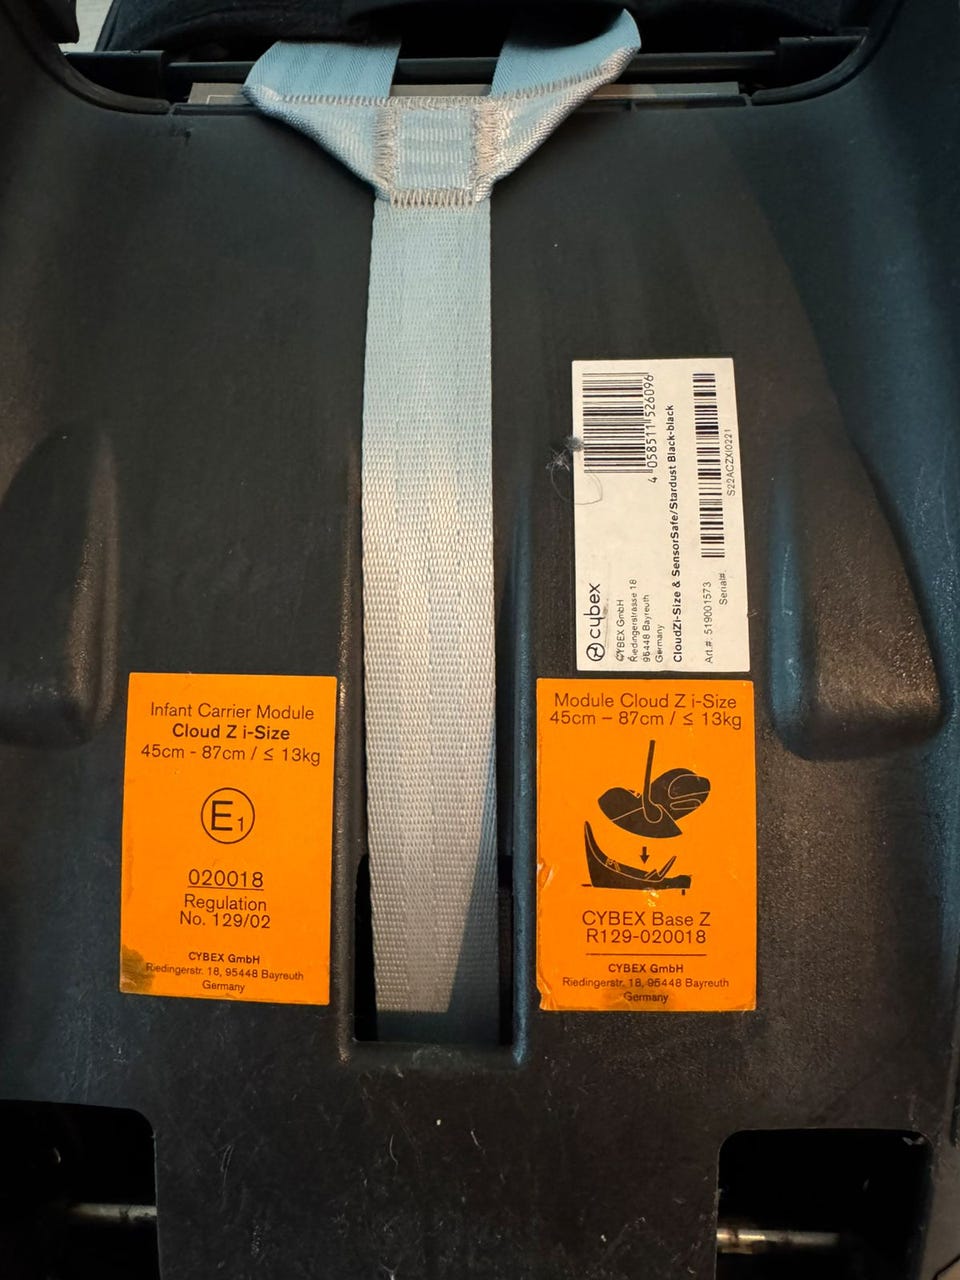 4 058511 526096
CloudZi-Size & SensorSafe/Stardust Black-black
S22ACZXI0221
cybex
CYBEX GmbH
Riedingerstrasse 18
95448 Bayreuth
Germany
Art.#: 519001573
Serial#:
Infant Carrier Module
Cloud Z i-Size
45cm - 87cm / ≤ 13kg
E1
020018
Regulation
No. 129/02
CYBEX GmbH
Riedingerstr. 18, 95448 Bayreuth
Germany
Module Cloud Z i-Size
45cm – 87cm / ≤ 13kg
CYBEX Base Z
R129-020018
CYBEX GmbH
Riedingerstr. 18, 95448 Bayreuth
Germany